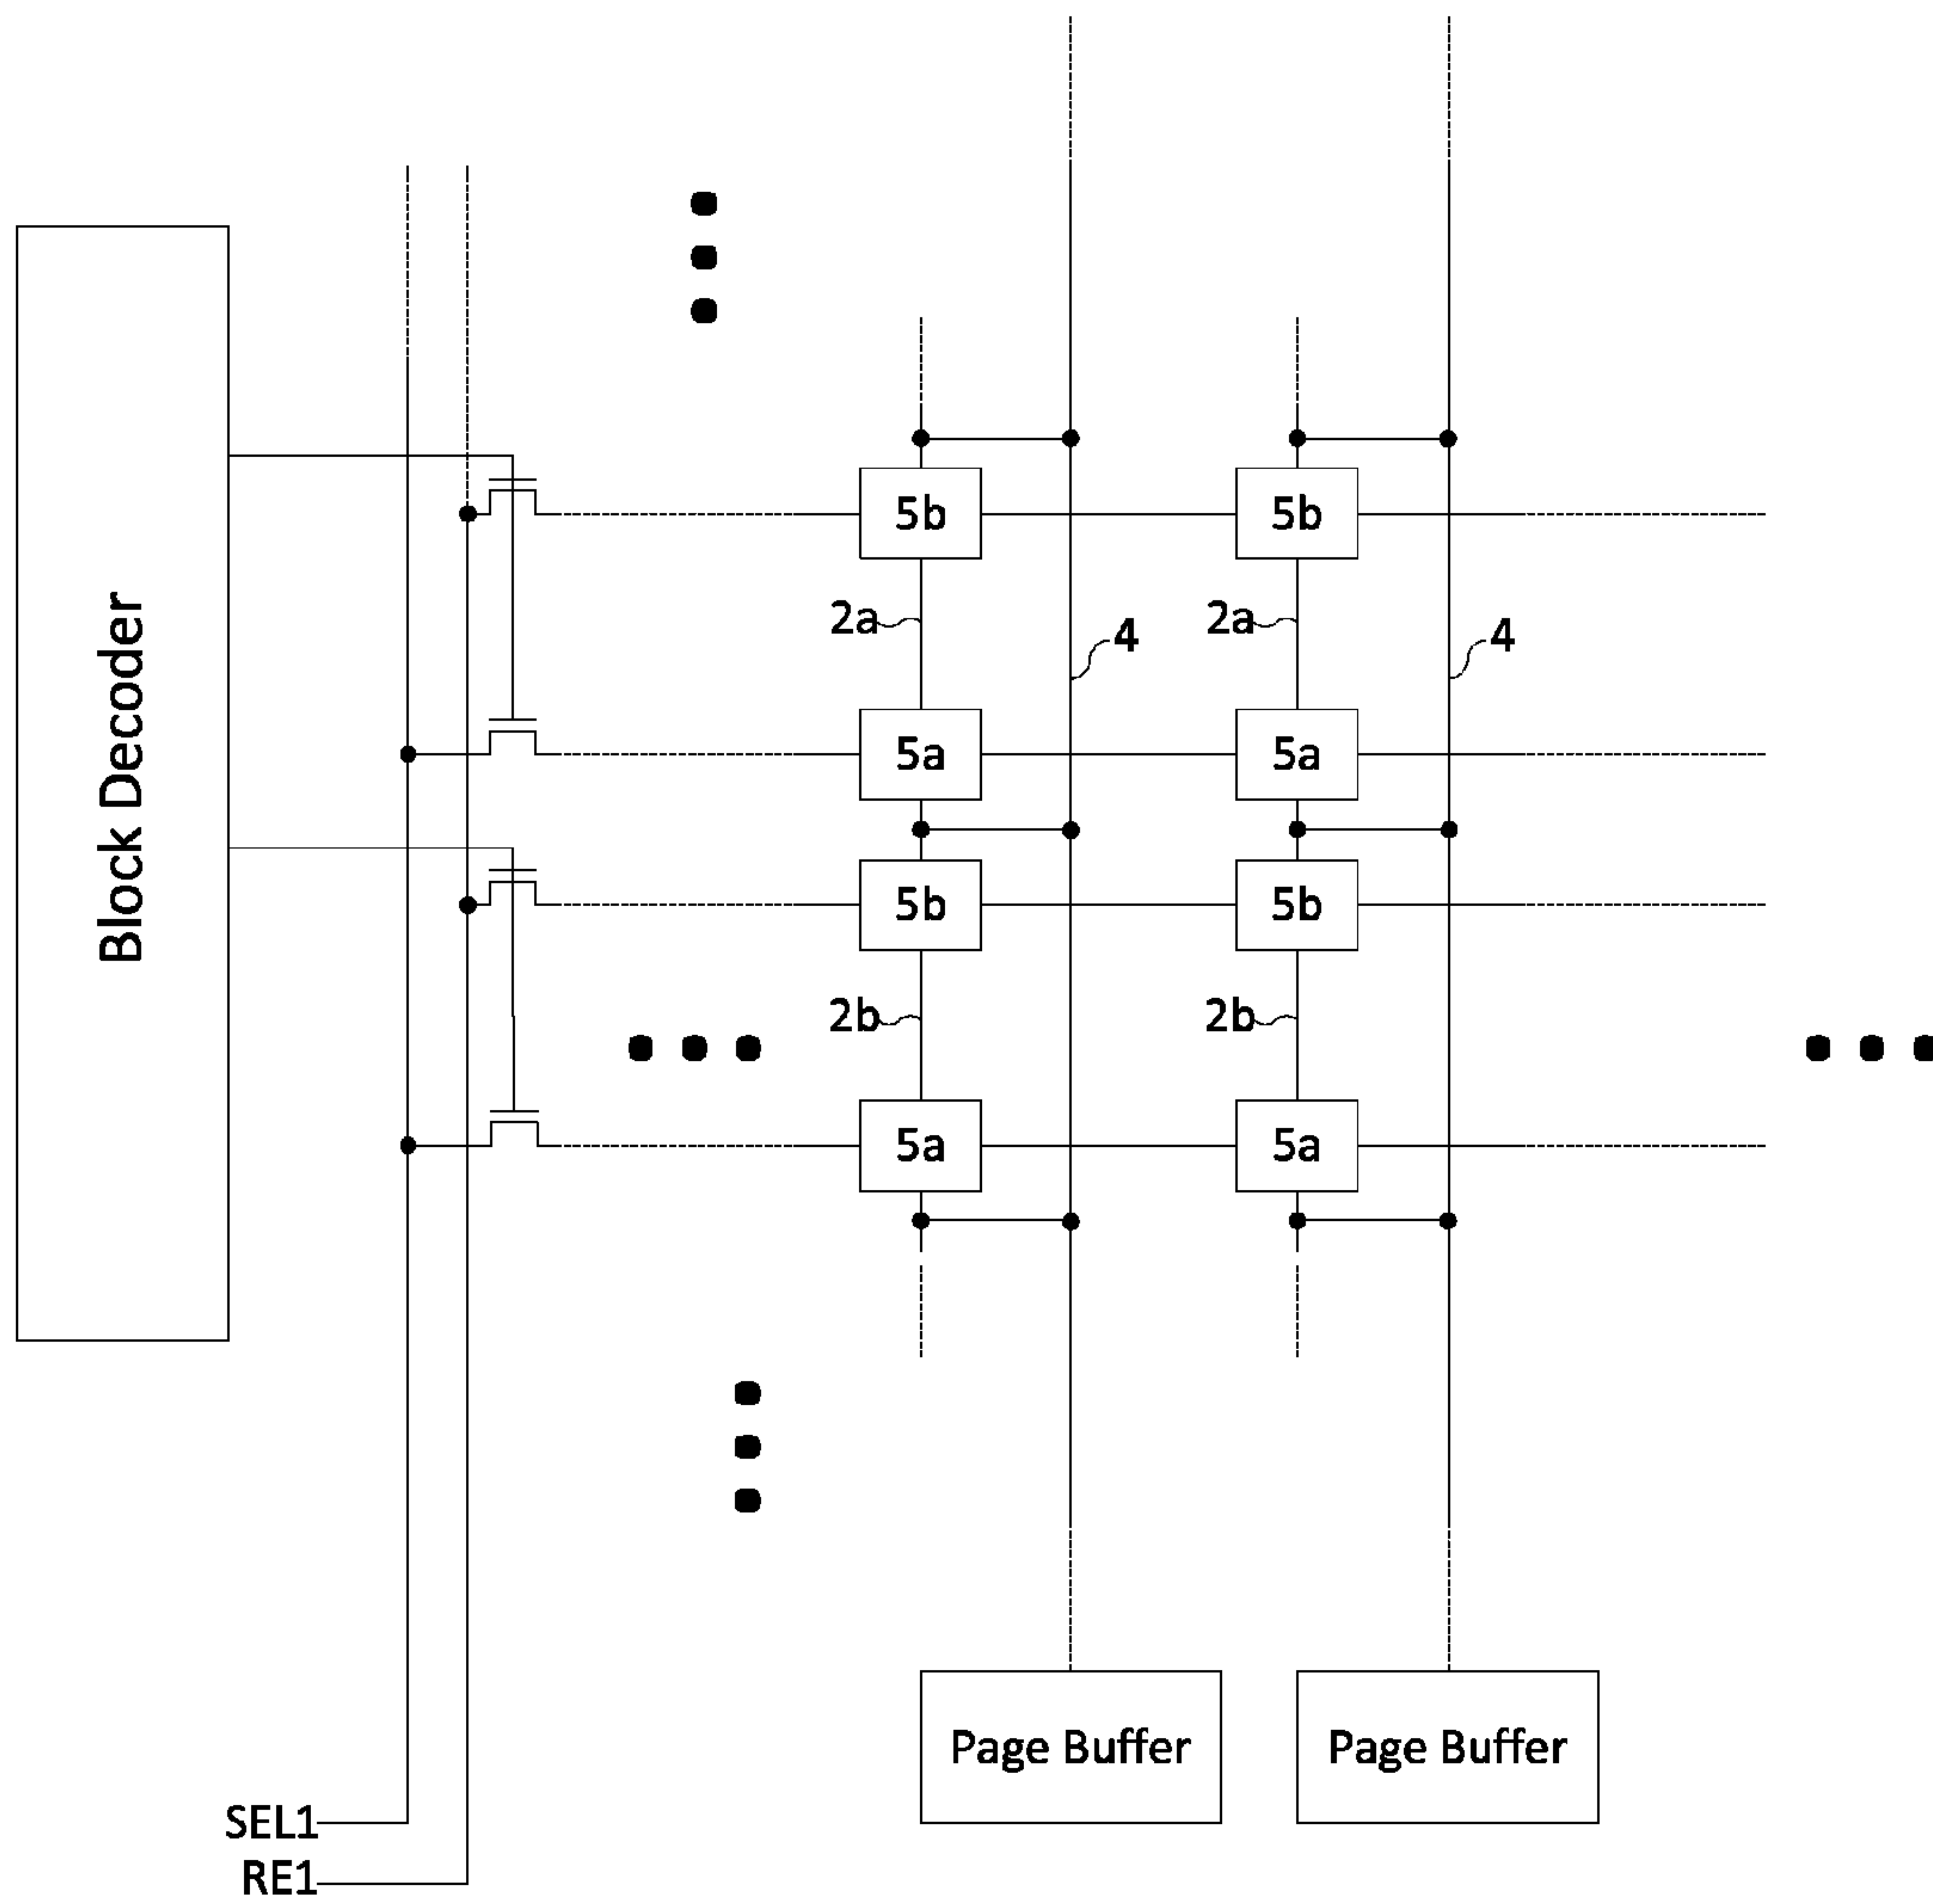 Block Decoder
5b 5b
2a 2a
4 4
5a 5a
5b 5b
2b 2b
5a 5a
Page Buffer Page Buffer
SEL1
RE1